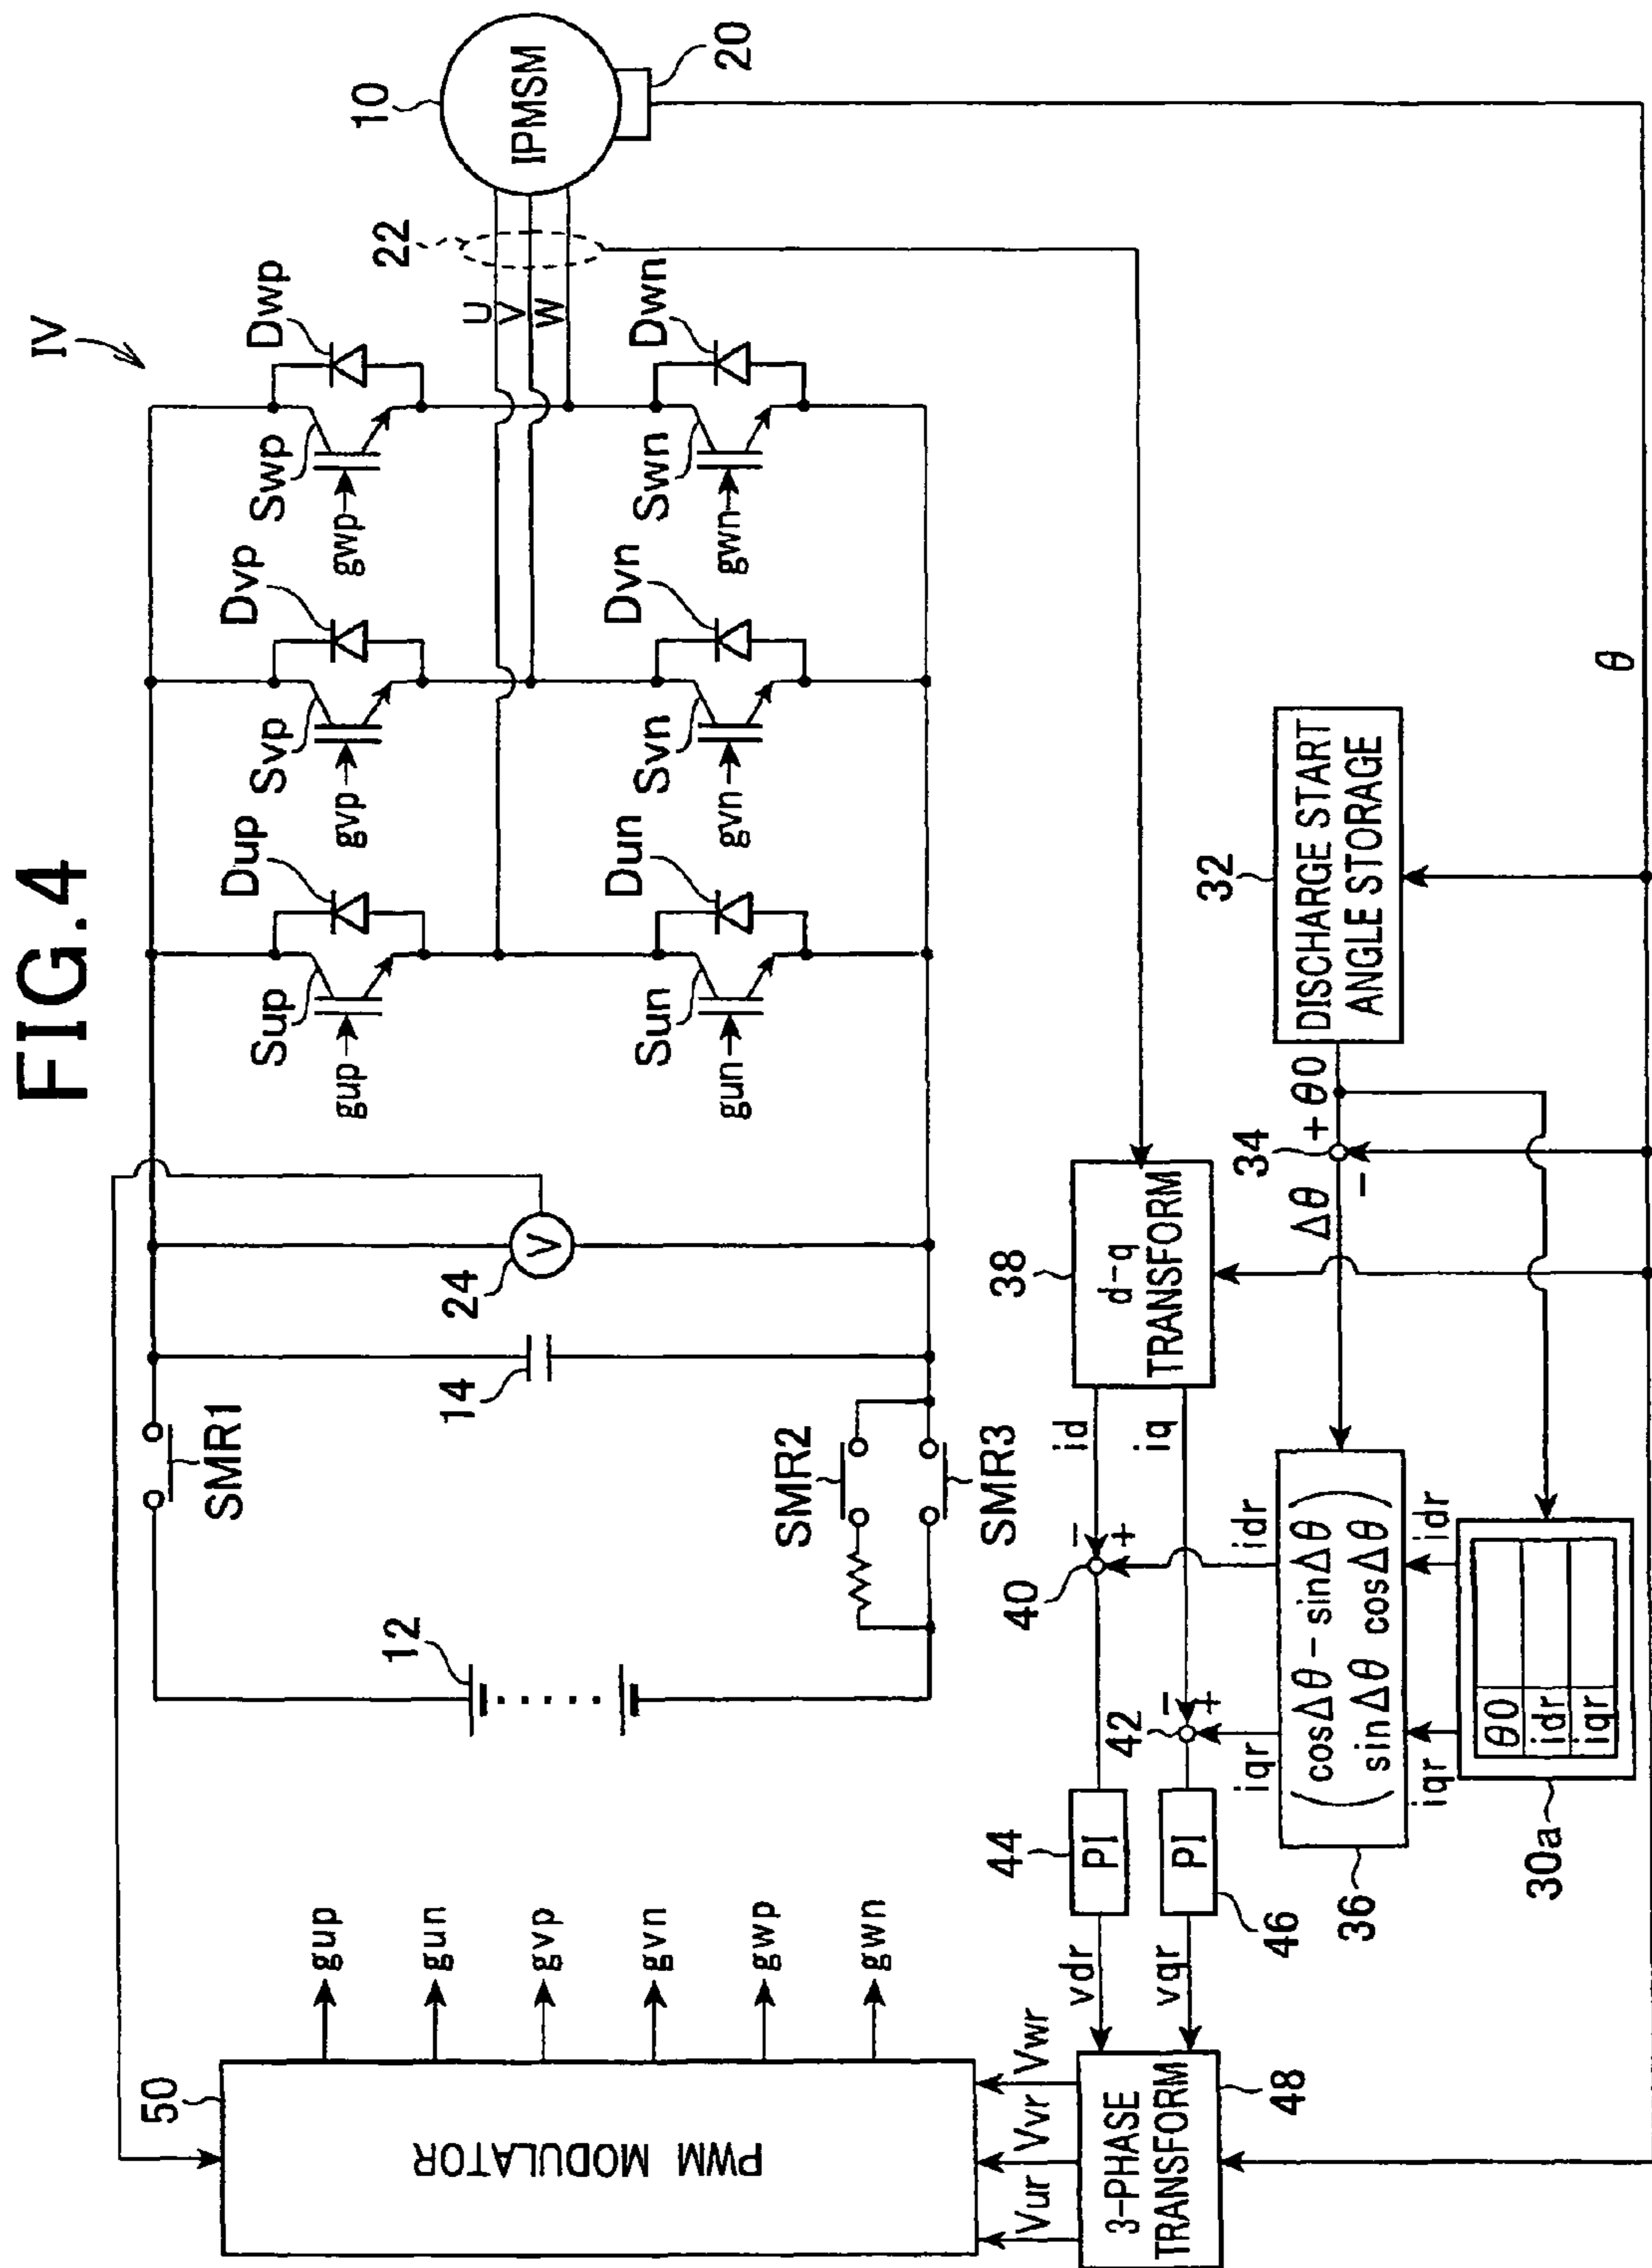 FIG.4
IV
10
IPMSM
20
22
U
V
W
Dup
Dvp
Dwp
Sup
Svp
Swp
gup
gvp
gwp
Dun
Dvn
Dwn
Sun
Svn
Swn
gun
gvn
gwn
SMR1
12
14
24
V
SMR2
SMR3
50
PWM MODULATOR
gup
gun
gvp
gvn
gwp
gwn
Vur
Vvr
Vwr
3-PHASE
TRANSFORM
48
vdr
vqr
44
PI
PI
46
40
-
+
42
-
+
id
iq
38
d-q
TRANSFORM
idr
iqr
36
cosΔθ -sinΔθ
sinΔθ cosΔθ
iqr
idr
30a
θ0
idr
iqr
Δθ
34
+
-
θ0
32
DISCHARGE START
ANGLE STORAGE
θ